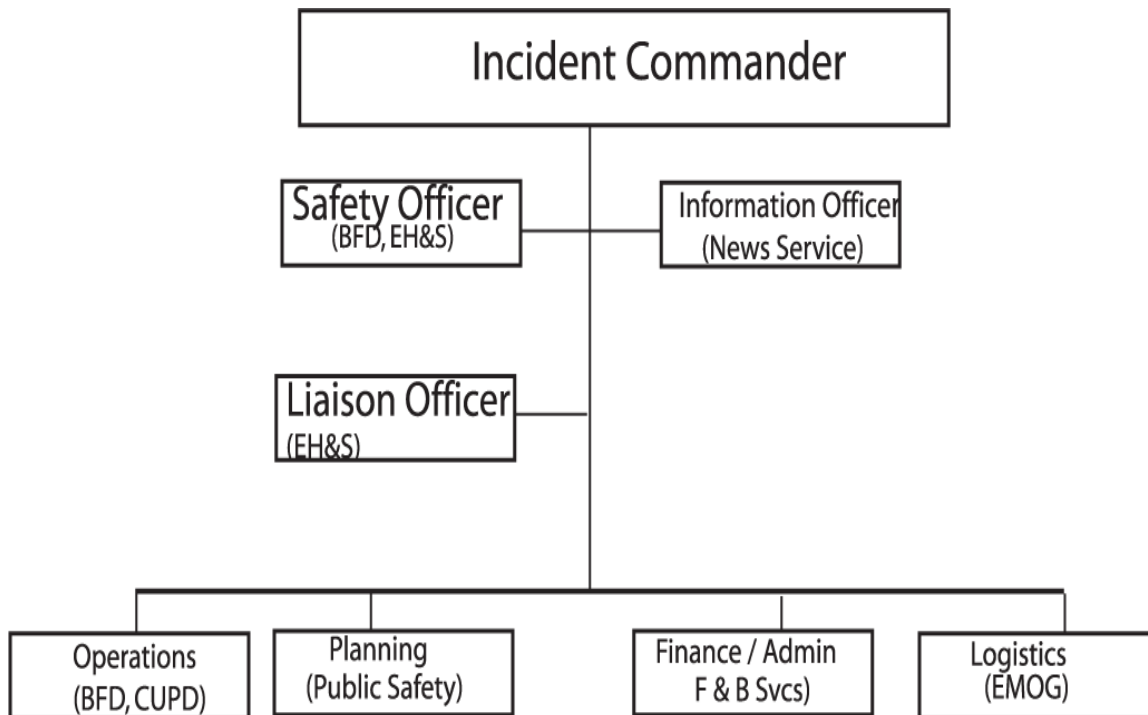 Incident Commander
Safety Officer
(BFD, EH&S)
Information Officer
(News Service)
Liaison Officer
(EH&S)
Operations
(BFD, CUPD)
Planning
(Public Safety)
Finance / Admin
F & B Svcs)
Logistics
(EMOG)